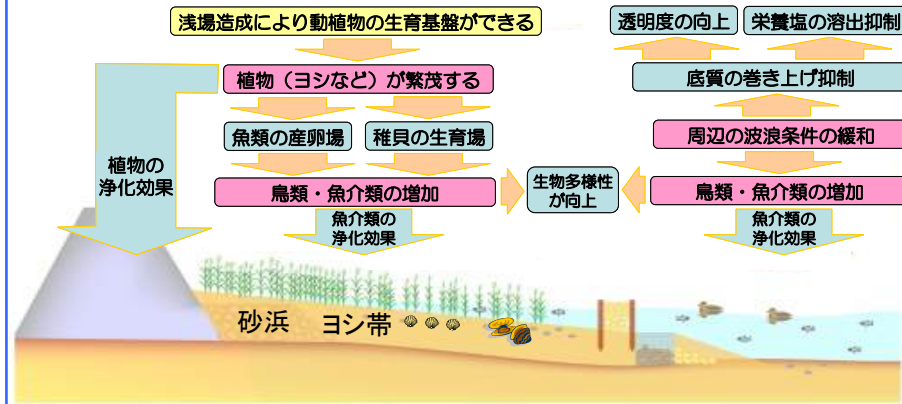 浅場造成により動植物の生育基盤ができる
透明度の向上
栄養塩の溶出抑制
植物（ヨシなど）が繁茂する
底質の巻き上げ抑制
魚類の産卵場
稚貝の生育場
周辺の波浪条件の緩和
植物の
浄化効果
鳥類・魚介類の増加
生物多様性
が向上
鳥類・魚介類の増加
魚介類の
浄化効果
魚介類の
浄化効果
砂浜
ヨシ帯